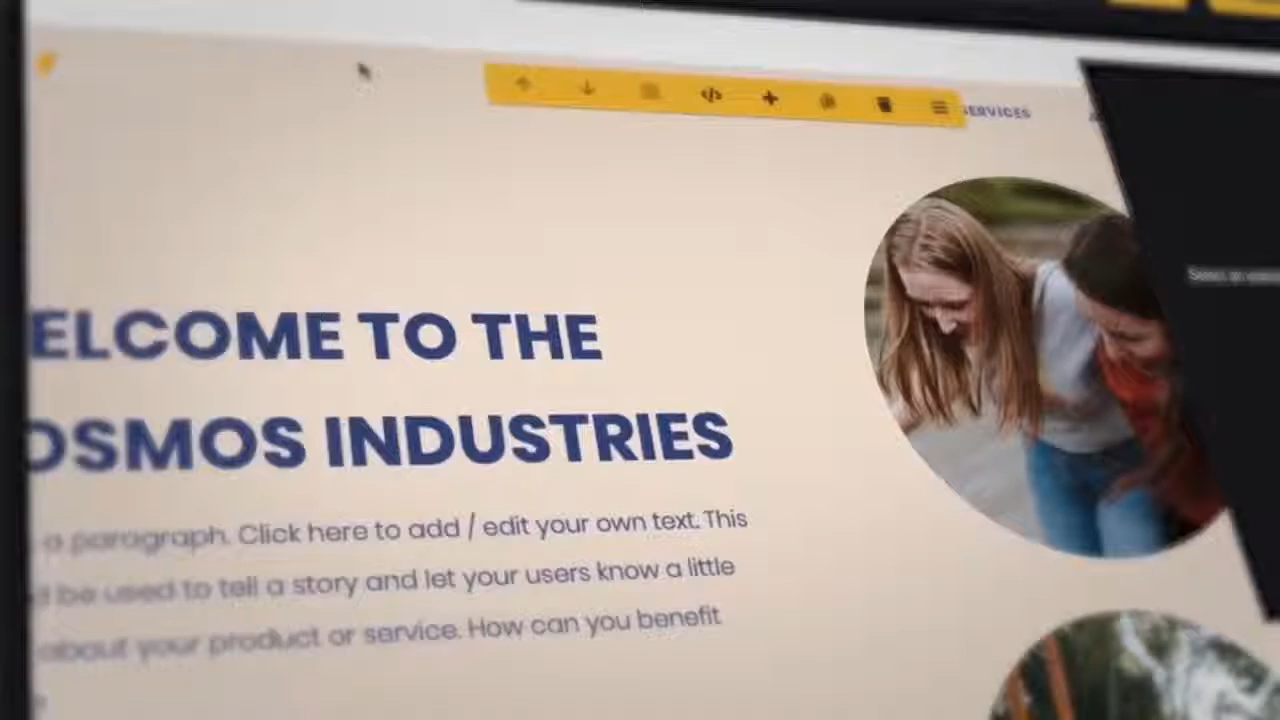 SERVICES
ELCOME TO THE
OSMOS INDUSTRIES
a paragraph. Click here to add / edit your own text. This
be used to tell a story and let your users know a little
about your product or service. How can you benefit